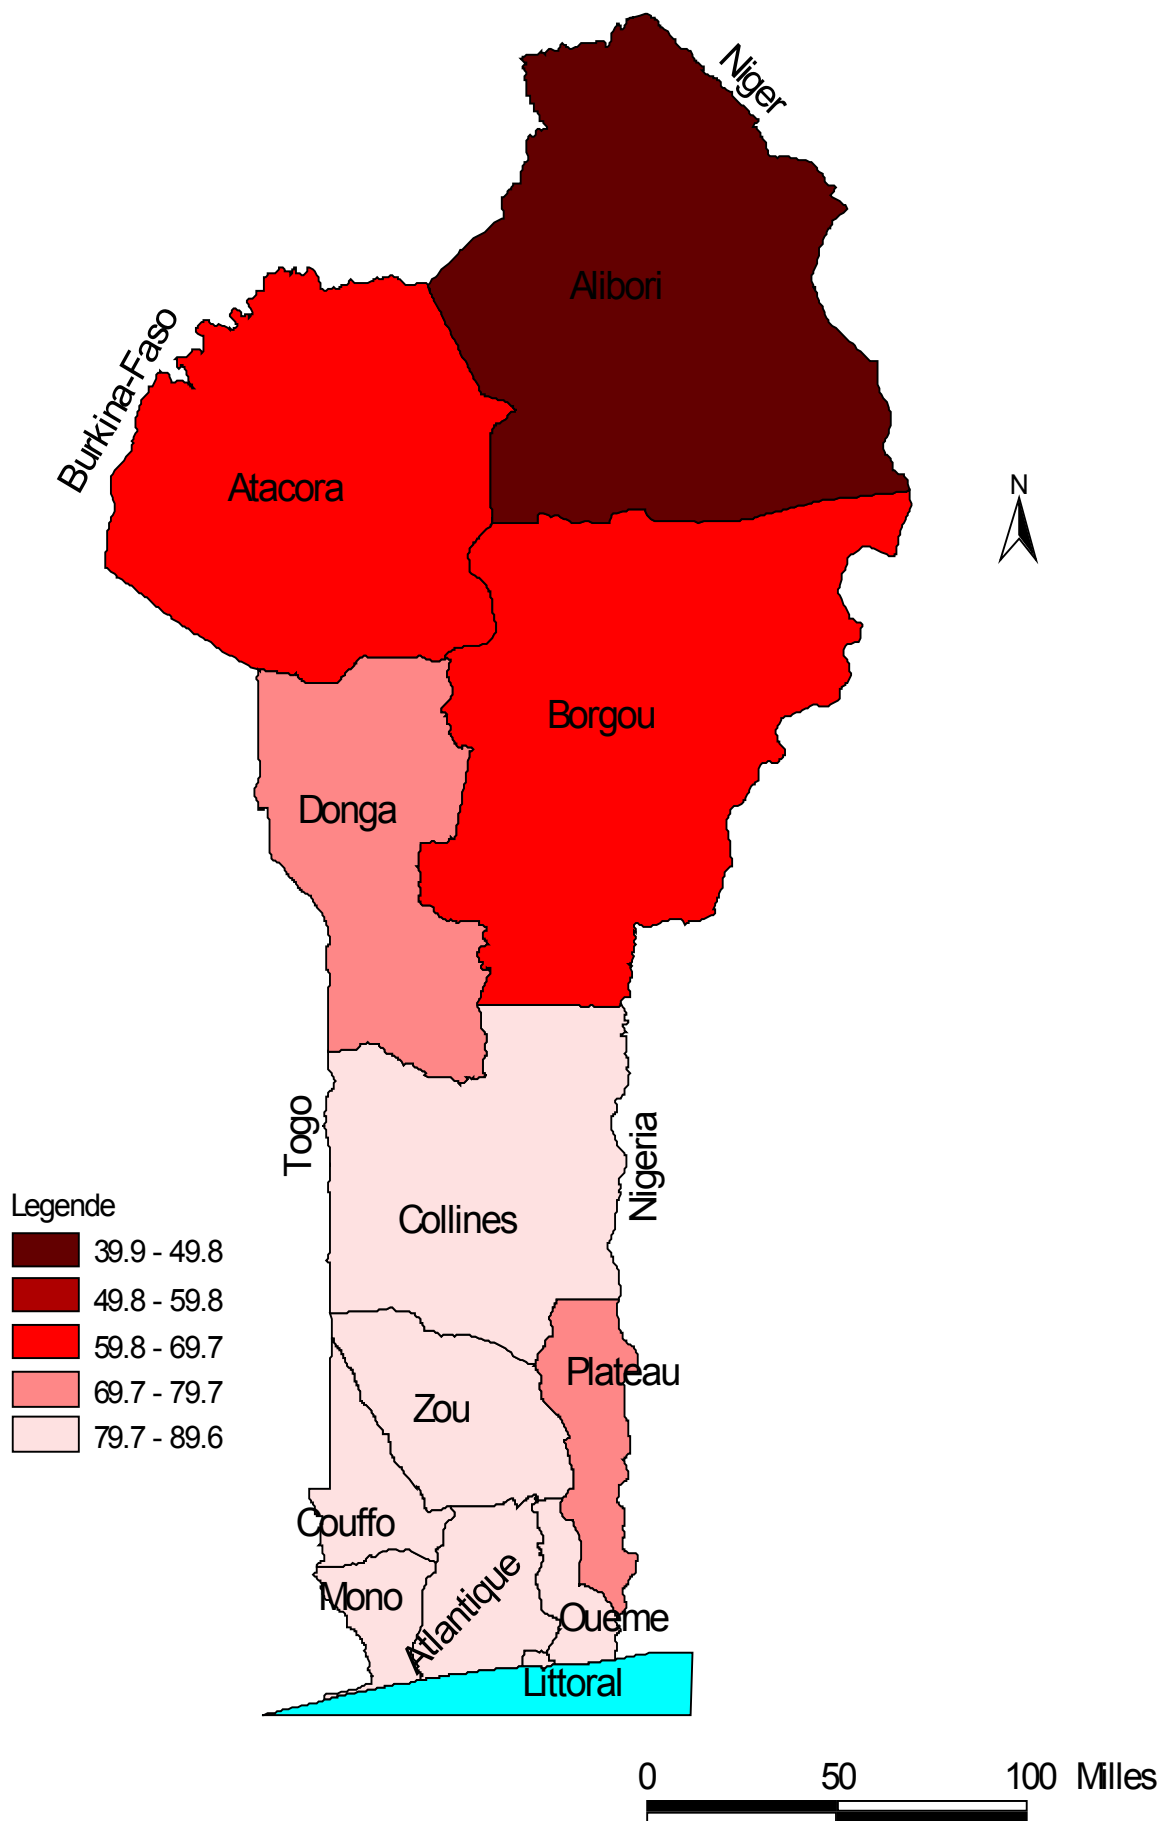 Niger
Alibori
Burkina-Faso
Atacora
N
Borgou
Donga
Togo
Nigeria
Legende
39.9 - 49.8
49.8 - 59.8
59.8 - 69.7
69.7 - 79.7
79.7 - 89.6
Collines
Plateau
Zou
Couffo
Mono
Atlantique
Oueme
Littoral
0 50 100 Milles